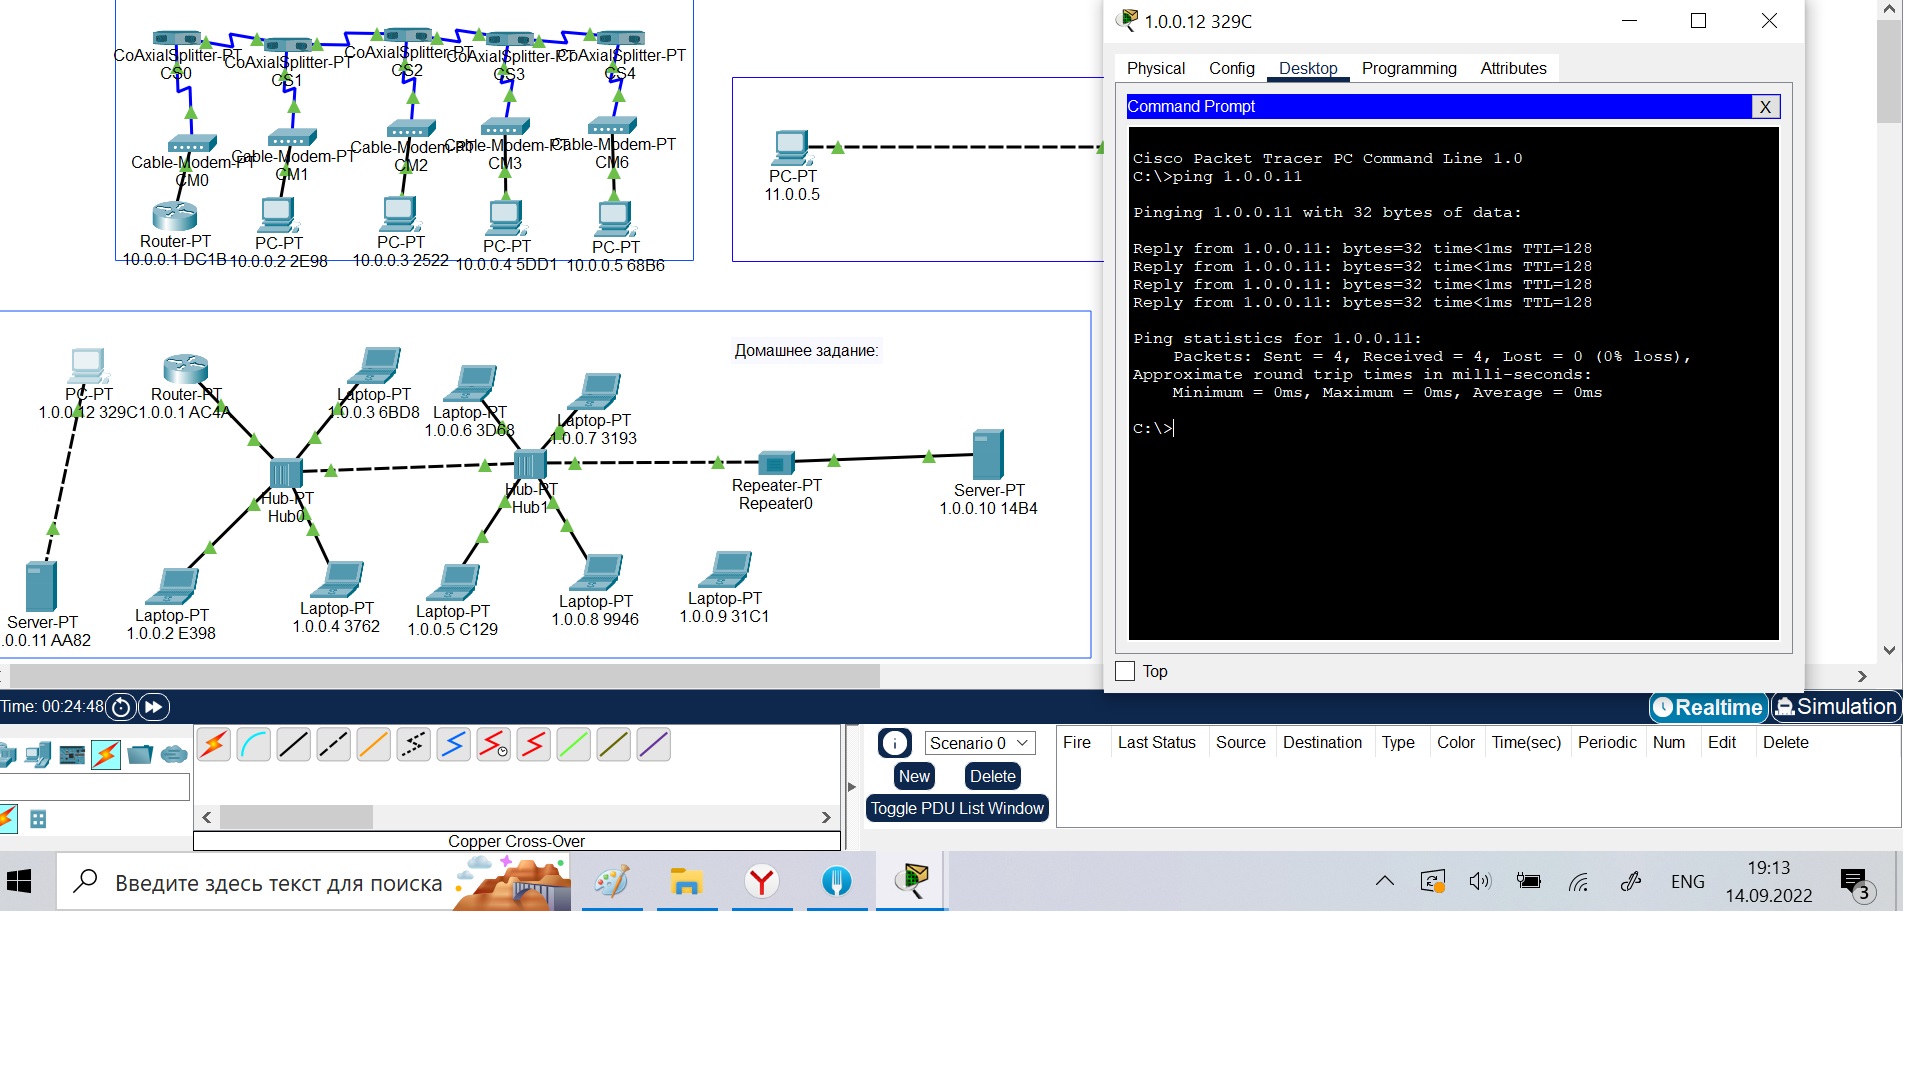 CoAxialSplitter-PT
CS0
CoAxialSplitter-PT
CS1
CoAxialSplitter-PT
CS2
CoAxialSplitter-PT
CS3
CoAxialSplitter-PT
CS4
Cable-Modem-PT
CM0
Cable-Modem-PT
CM1
Cable-Modem-PT
CM2
Cable-Modem-PT
CM3
Cable-Modem-PT
CM6
Router-PT
10.0.0.1 DC1B
PC-PT
10.0.0.2 2E98
PC-PT
10.0.0.3 2522
PC-PT
10.0.0.4 5DD1
PC-PT
10.0.0.5 68B6
PC-PT
11.0.0.5
Домашнее задание:
PC-PT
1.0.0.12 329C
Router-PT
1.0.0.1 AC4A
Laptop-PT
1.0.0.3 6BD8
Laptop-PT
1.0.0.6 3D68
Laptop-PT
1.0.0.7 3193
Hub-PT
Hub0
Hub-PT
Hub1
Repeater-PT
Repeater0
Server-PT
1.0.0.10 14B4
Server-PT
.0.0.11 AA82
Laptop-PT
1.0.0.2 E398
Laptop-PT
1.0.0.4 3762
Laptop-PT
1.0.0.5 C129
Laptop-PT
1.0.0.8 9946
Laptop-PT
1.0.0.9 31C1
1.0.0.12 329C
Physical Config Desktop Programming Attributes
Command Prompt X
Cisco Packet Tracer PC Command Line 1.0
C:\>ping 1.0.0.11
Pinging 1.0.0.11 with 32 bytes of data:
Reply from 1.0.0.11: bytes=32 time<1ms TTL=128
Reply from 1.0.0.11: bytes=32 time<1ms TTL=128
Reply from 1.0.0.11: bytes=32 time<1ms TTL=128
Reply from 1.0.0.11: bytes=32 time<1ms TTL=128
Ping statistics for 1.0.0.11:
Packets: Sent = 4, Received = 4, Lost = 0 (0% loss),
Approximate round trip times in milli-seconds:
Minimum = 0ms, Maximum = 0ms, Average = 0ms
C:\>
Top
Time: 00:24:48
Realtime Simulation
Scenario 0
New Delete
Toggle PDU List Window
Fire Last Status Source Destination Type Color Time(sec) Periodic Num Edit Delete
Copper Cross-Over
Введите здесь текст для поиска
ENG
19:13
14.09.2022
3